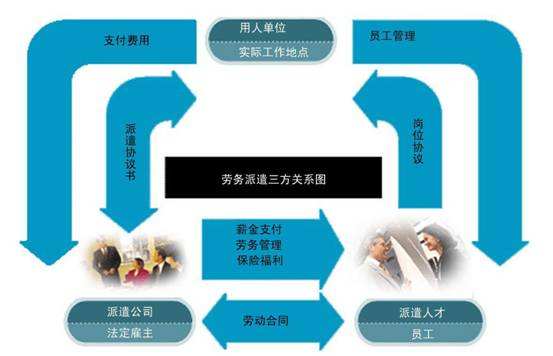 支付费用
用人单位
实际工作地点
员工管理
派遣协议书
岗位协议
劳务派遣三方关系图
薪金支付
劳务管理
保险福利
派遣公司
法定雇主
劳动合同
派遣人才
员工